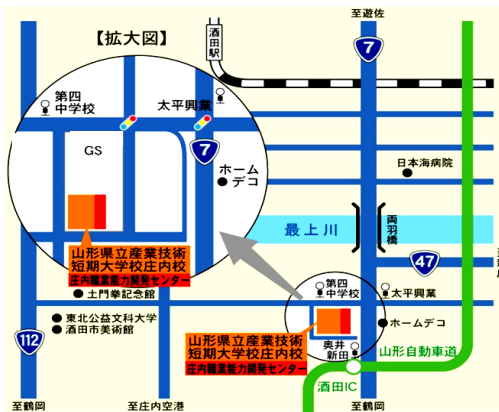 至遊佐
【拡大図】
酒田駅
7
第四
中学校
太平興業
GS
7
ホーム
デコ
日本海病院
最上川
両羽橋
47
山形県立産業技術
短期大学校庄内校
庄内職業能力開発センター
土門拳記念館
東北公益文科大学
酒田市美術館
112
第四
中学校
太平興業
ホームデコ
山形県立産業技術
短期大学校庄内校
庄内職業能力開発センター
奥井
新田
山形自動車道
酒田IC
至鶴岡
至庄内空港
至鶴岡